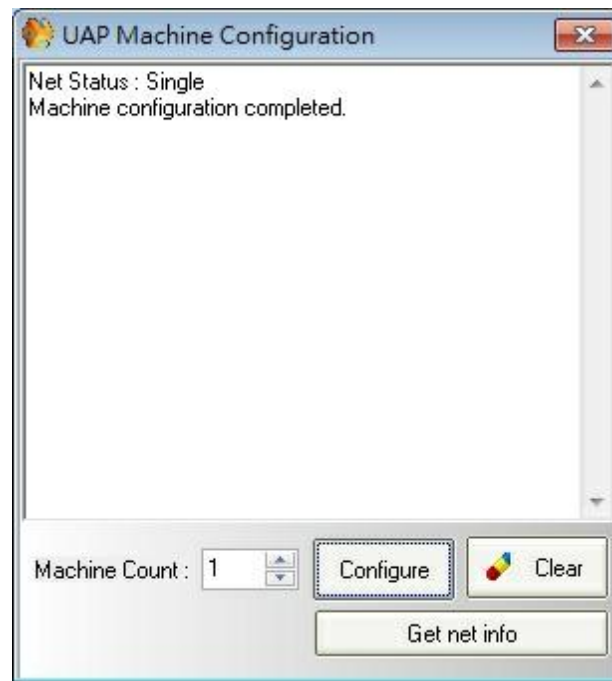 UAP Machine Configuration
Net Status : Single
Machine configuration completed.
Machine Count : 1 Configure Clear
Get net info